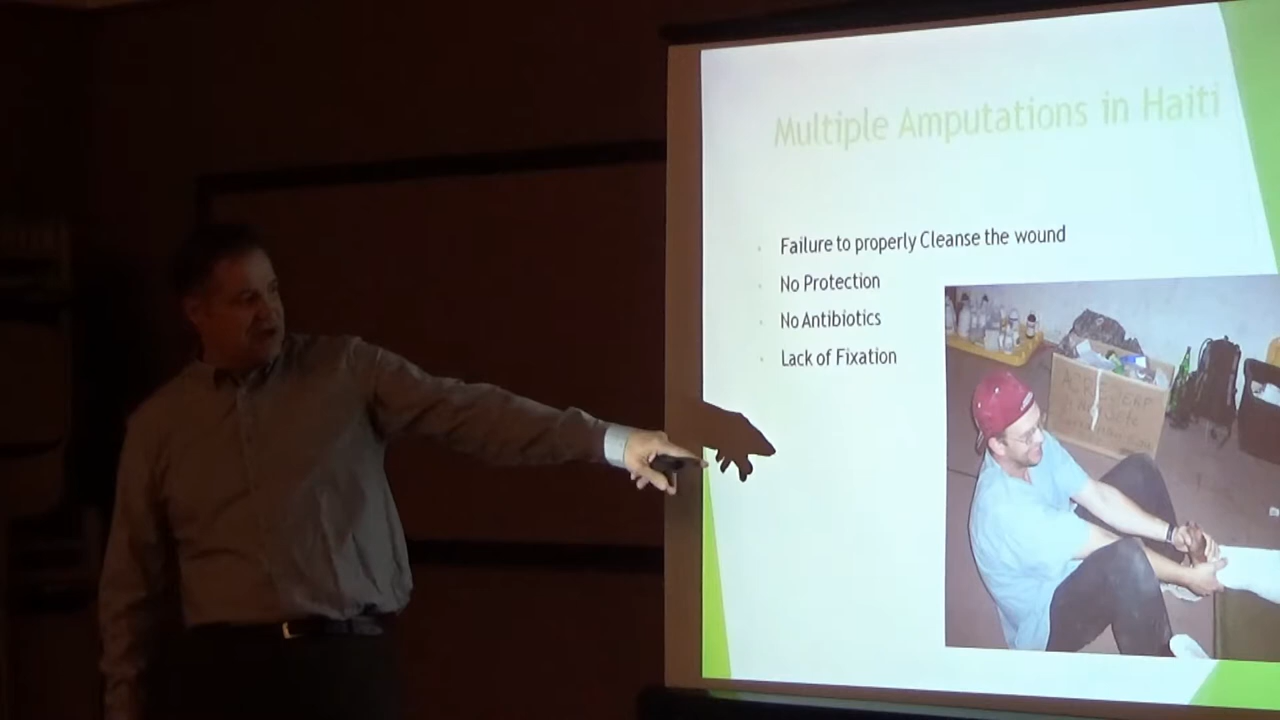 Multiple Amputations in Haiti
Failure to properly Cleanse the wound
No Protection
No Antibiotics
Lack of Fixation